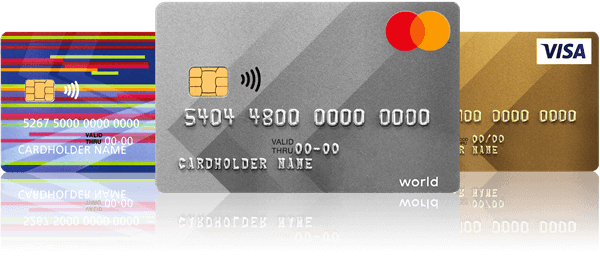 5267 5000 0000 0000
VALID
THRU 00-00
CARDHOLDER NAME
5404 4800 0000 0000
VALID
THRU 00-00
CARDHOLDER NAME
world
VISA
0000 0000 0000
00/00
NAME